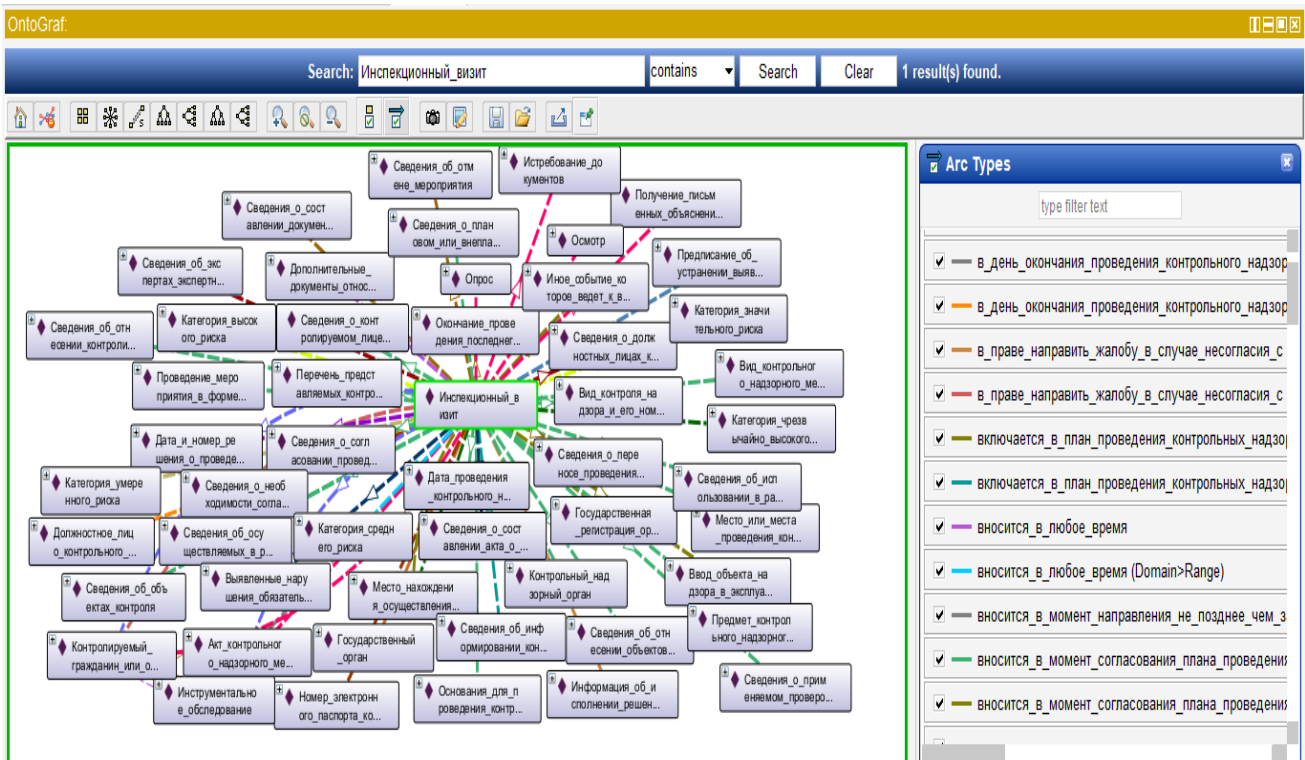 OntoGraf:
Search: Инспекционный_визит contains Search Clear 1 result(s) found.
Сведения_об_отм
ене_мероприятия
Истребование_до
кументов
Получение_письм
енных_объяснени...
Сведения_о_сост
авлении_докумен...
Сведения_о_план
овом_или_внепла...
Осмотр
Предписание_об_
устранении_выяв...
Сведения_об_экс
пертах_экспертн...
Дополнительные_
документы_относ...
Опрос
Иное_событие_ко
торое_ведет_к_в...
Категория_значи
тельного_риска
Сведения_об_отн
есении_контроли...
Категория_высок
ого_риска
Сведения_о_конт
ролируемом_лице...
Окончание_прове
дения_последнег...
Сведения_о_долж
ностных_лицах_к...
Вид_контрольног
о_надзорного_ме...
Проведение_меро
приятия_в_форме...
Перечень_предст
авляемых_контро...
Инспекционный_в
изит
Вид_контроля_на
дзора_и_его_ном...
Категория_чрезв
ычайно_высокого...
Дата_и_номер_ре
шения_о_проведе...
Сведения_о_согл
асовании_провед...
Сведения_о_пере
носе_проведения...
Категория_умере
нного_риска
Сведения_о_необ
ходимости_согла...
Дата_проведения
_контрольного_н...
Сведения_об_исп
ользовании_в_ра...
Должностное_лиц
о_контрольного_...
Сведения_об_осу
ществляемых_в_р...
Категория_средн
его_риска
Сведения_о_сост
авлении_акта_о_...
Государственная
_регистрация_ор...
Место_или_места
_проведения_кон...
Сведения_об_объ
ектах_контроля
Выявленные_нару
шения_обязатель...
Место_нахождени
я_осуществления...
Контрольный_над
зорный_орган
Ввод_объекта_на
дзора_в_эксплуа...
Контролируемый_
гражданин_или_о...
Акт_контрольног
о_надзорного_ме...
Государственный
_орган
Сведения_об_инф
ормировании_кон...
Сведения_об_отн
есении_объектов...
Предмет_контрол
ьного_надзорног...
Инструментально
е_обследование
Номер_электронн
ого_паспорта_ко...
Основания_для_п
роведения_контр...
Информация_об_и
сполнении_решен...
Сведения_о_прим
еняемом_проверо...
Arc Types
type filter text
в_день_окончания_проведения_контрольного_надзор
в_день_окончания_проведения_контрольного_надзор
в_праве_направить_жалобу_в_случае_несогласия_с
в_праве_направить_жалобу_в_случае_несогласия_с
включается_в_план_проведения_контрольных_надзо
включается_в_план_проведения_контрольных_надзо
вносится_в_любое_время
вносится_в_любое_время (Domain>Range)
вносится_в_момент_направления_не_позднее_чем_з
вносится_в_момент_согласования_плана_проведения
вносится_в_момент_согласования_плана_проведения